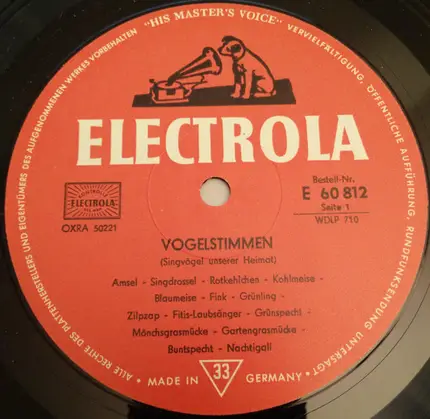 "HIS MASTER'S VOICE" VERVIELFÄLTIGUNG, ÖFFENTLICHE AUFFÜHRUNG, RUNDFUNKSENDUNG UNTERSAGT
· ALLE RECHTE DES PLATTENHERSTELLERS UND EIGENTÜMERS DES AUFGENOMMENEN WERKES VORBEHALTEN
ELECTROLA
Bestell-Nr.
E 60 812
Seite 1
WDLP 710
ELECTROLA
OXRA 50221
VOGELSTIMMEN
(Singvögel unserer Heimat)
Amsel - Singdrossel - Rotkehlchen - Kohlmeise -
Blaumeise - Fink - Grünling -
Zilpzap - Fitis-Laubsänger - Grünspecht -
Mönchsgrasmücke - Gartengrasmücke -
Buntspecht - Nachtigall
MADE IN 33 GERMANY